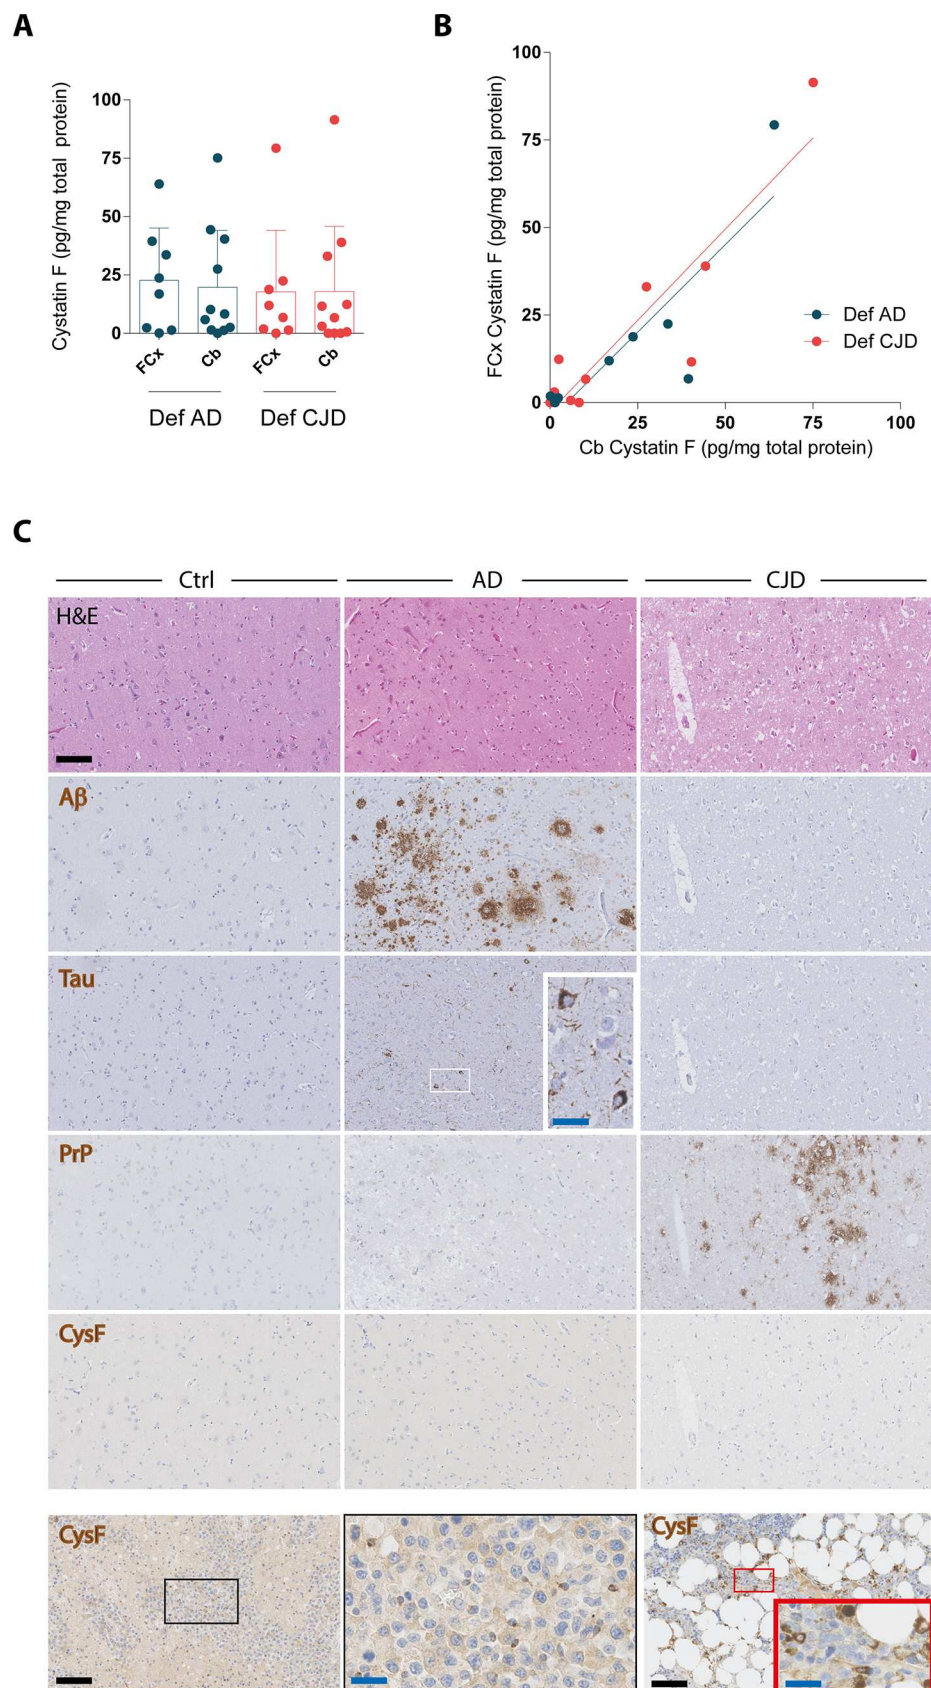 A
Cystatin F (pg/mg total protein)
100
75
50
25
0
FCx
Cb
FCx
Cb
Def AD
Def CJD
B
FCx Cystatin F (pg/mg total protein)
100
75
50
25
0
0
25
50
75
100
Cb Cystatin F (pg/mg total protein)
Def AD
Def CJD
C
Ctrl
AD
CJD
H&E
Aβ
Tau
PrP
CysF
CysF
CysF